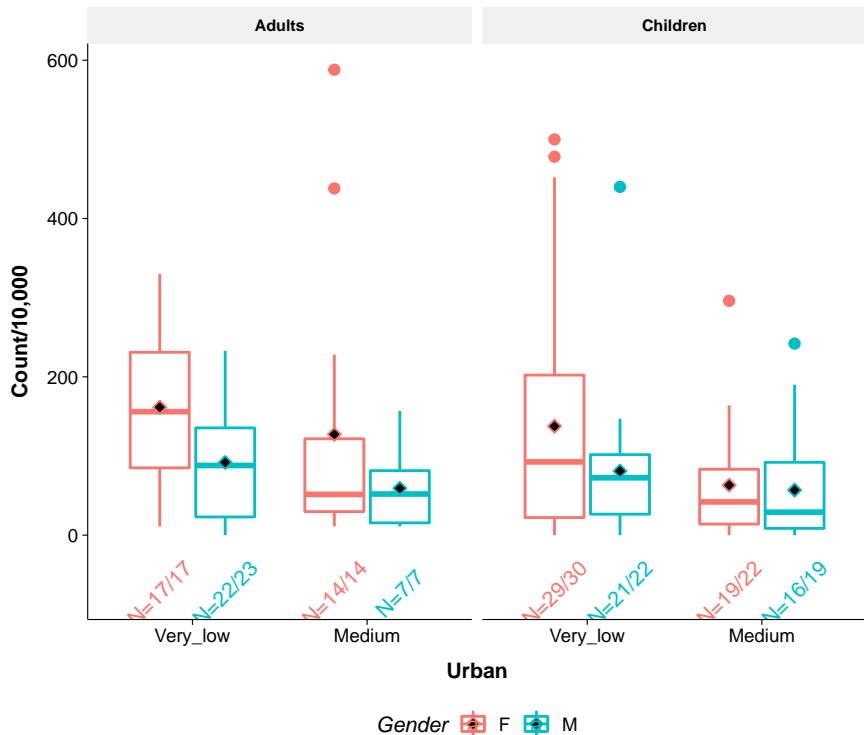 Adults
Children
600
400
200
0
Count/10,000
N=17/17
N=22/23
N=14/14
N=7/7
N=29/30
N=21/22
N=19/22
N=16/19
Very_low
Medium
Very_low
Medium
Urban
Gender F M